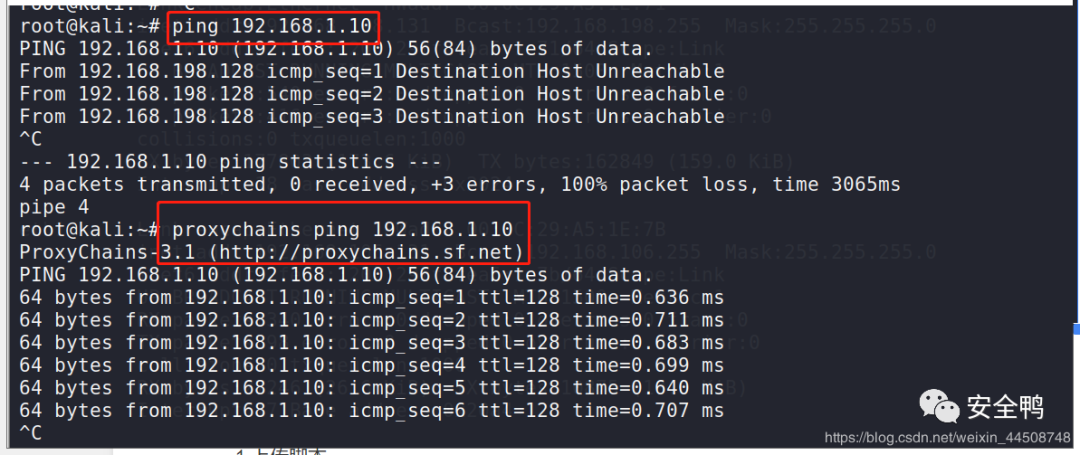 root@kali:~# ^C
root@kali:~# ping 192.168.1.10
PING 192.168.1.10 (192.168.1.10) 56(84) bytes of data.
From 192.168.198.128 icmp_seq=1 Destination Host Unreachable
From 192.168.198.128 icmp_seq=2 Destination Host Unreachable
From 192.168.198.128 icmp_seq=3 Destination Host Unreachable
^C
--- 192.168.1.10 ping statistics ---
4 packets transmitted, 0 received, +3 errors, 100% packet loss, time 3065ms
pipe 4
root@kali:~# proxychains ping 192.168.1.10
ProxyChains-3.1 (http://proxychains.sf.net)
PING 192.168.1.10 (192.168.1.10) 56(84) bytes of data.
64 bytes from 192.168.1.10: icmp_seq=1 ttl=128 time=0.636 ms
64 bytes from 192.168.1.10: icmp_seq=2 ttl=128 time=0.711 ms
64 bytes from 192.168.1.10: icmp_seq=3 ttl=128 time=0.683 ms
64 bytes from 192.168.1.10: icmp_seq=4 ttl=128 time=0.699 ms
64 bytes from 192.168.1.10: icmp_seq=5 ttl=128 time=0.640 ms
64 bytes from 192.168.1.10: icmp_seq=6 ttl=128 time=0.707 ms
^C
安全鸭
https://blog.csdn.net/weixin_44508748